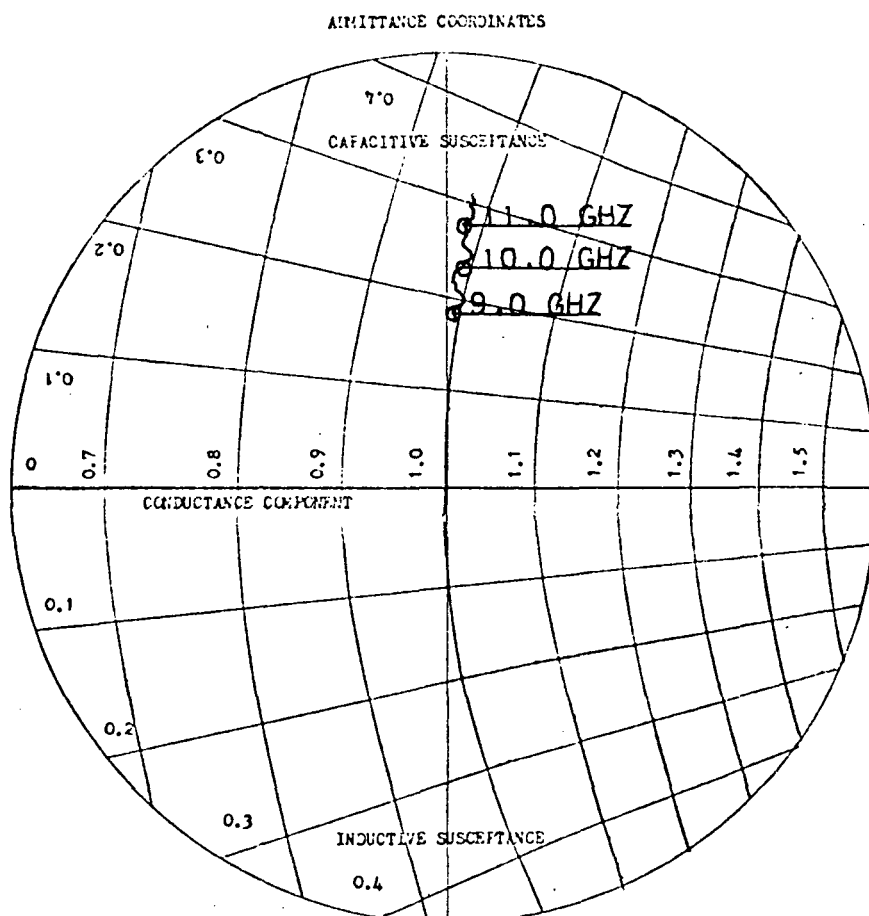 ADMITTANCE COORDINATES
0.4
CAPACITIVE SUSCEPTANCE
0.3
11.0 GHZ
0.2
10.0 GHZ
9.0 GHZ
0.1
0 0.7 0.8 0.9 1.0 1.1 1.2 1.3 1.4 1.5
CONDUCTANCE COMPONENT
0.1
0.2
0.3
INDUCTIVE SUSCEPTANCE
0.4